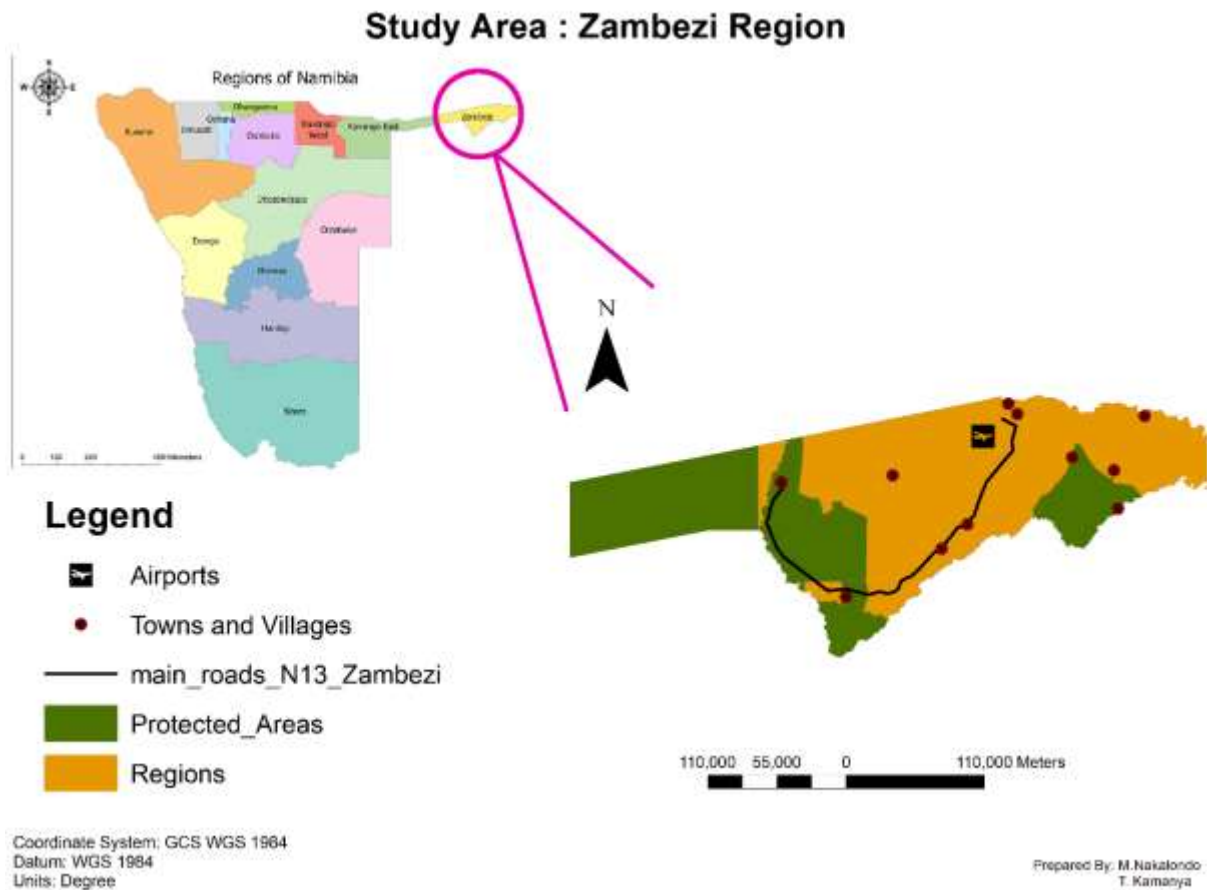 Study Area : Zambezi Region
Regions of Namibia
N
W
E
S
Kunene
Omusati
Oshana
Ohangwena
Oshikoto
Kavango West
Kavango East
Zambezi
Otjozondjupa
Omaheke
Erongo
Khomas
Hardap
N
Legend
Airports
Towns and Villages
main_roads_N13_Zambezi
Protected_Areas
Regions
110,000 55,000 0 110,000 Meters
Coordinate System: GCS WGS 1984
Datum: WGS 1984
Units: Degree
Prepared By: M.Nakalondo
T. Kamanya